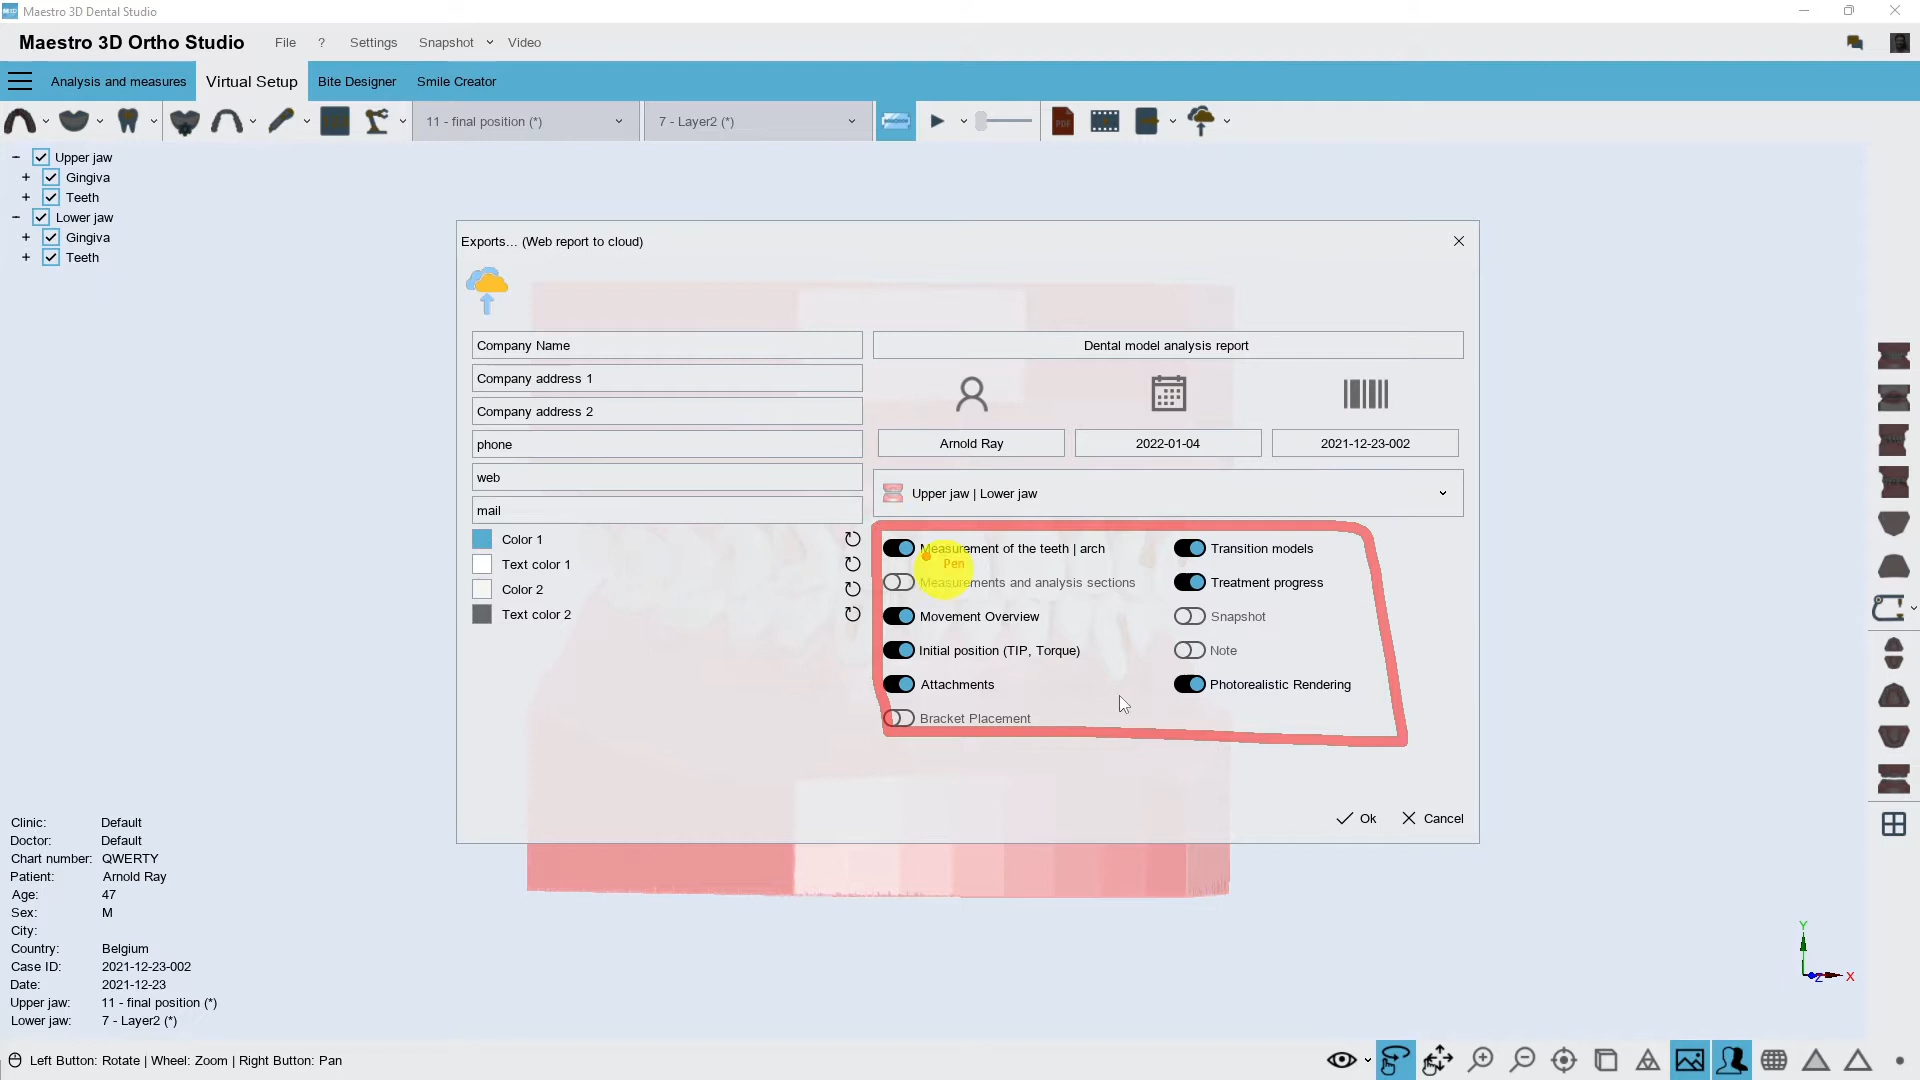 Maestro 3D Dental Studio
Maestro 3D Ortho Studio File ? Settings Snapshot Video
Analysis and measures Virtual Setup Bite Designer Smile Creator
11 - final position (*) 7 - Layer2 (*)
PDF
Upper jaw
Gingiva
Teeth
Lower jaw
Gingiva
Teeth
Exports... (Web report to cloud)
Company Name
Company address 1
Company address 2
phone
web
mail
Color 1
Text color 1
Color 2
Text color 2
Dental model analysis report
Arnold Ray 2022-01-04 2021-12-23-002
Upper jaw | Lower jaw
Measurement of the teeth | arch Transition models
Pen
Measurements and analysis sections Treatment progress
Movement Overview Snapshot
Initial position (TIP, Torque) Note
Attachments Photorealistic Rendering
Bracket Placement
Ok Cancel
Clinic: Default
Doctor: Default
Chart number: QWERTY
Patient: Arnold Ray
Age: 47
Sex: M
City:
Country: Belgium
Case ID: 2021-12-23-002
Date: 2021-12-23
Upper jaw: 11 - final position (*)
Lower jaw: 7 - Layer2 (*)
Y
Z X
Left Button: Rotate | Wheel: Zoom | Right Button: Pan